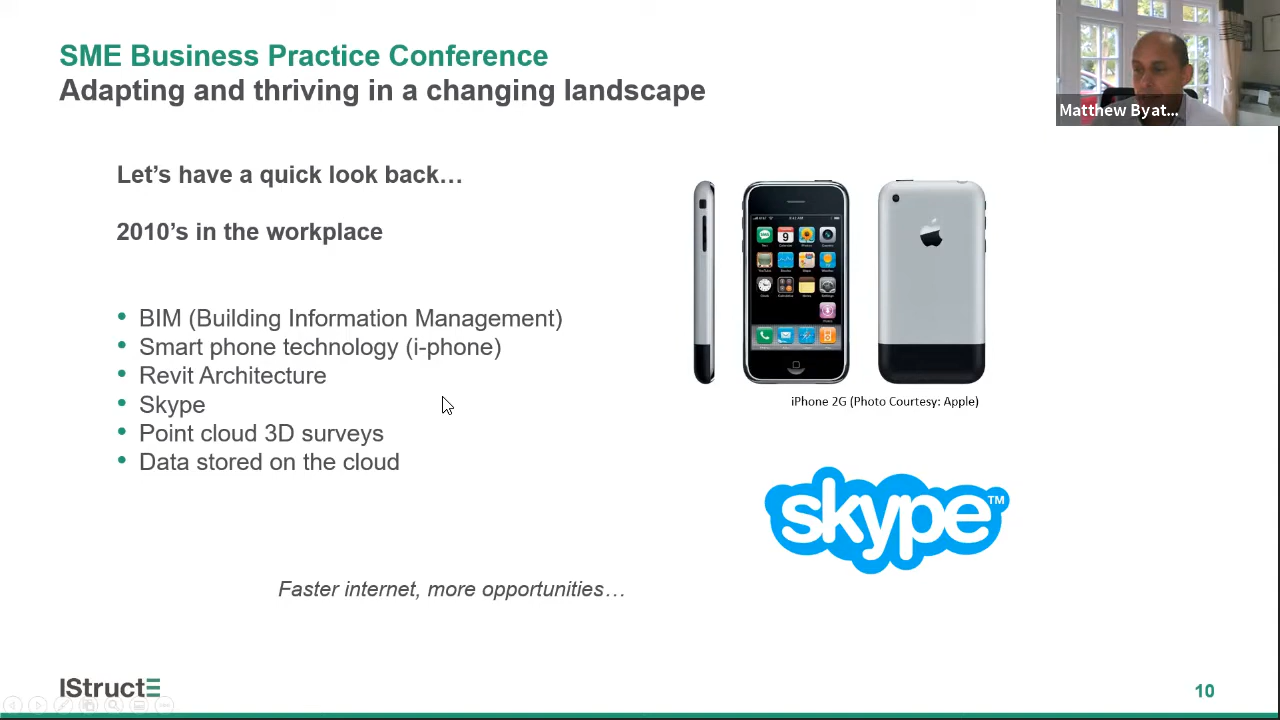 SME Business Practice Conference
Adapting and thriving in a changing landscape
Matthew Byat...
Let's have a quick look back…
2010's in the workplace
• BIM (Building Information Management)
• Smart phone technology (i-phone)
• Revit Architecture
• Skype
• Point cloud 3D surveys
• Data stored on the cloud
iPhone 2G (Photo Courtesy: Apple)
skype™
Faster internet, more opportunities…
IStructE
10